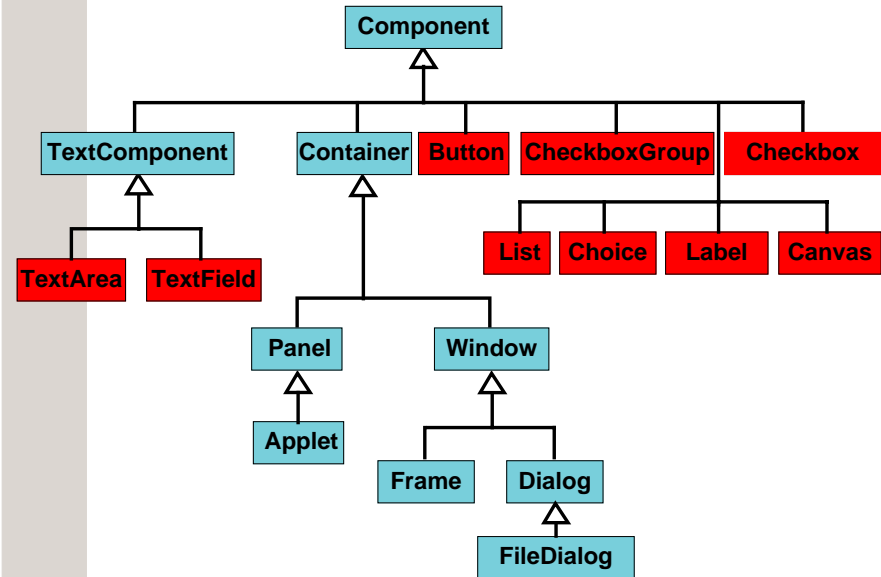 Component
TextComponent
Container
Button
CheckboxGroup
Checkbox
List
Choice
Label
Canvas
TextArea
TextField
Panel
Window
Applet
Frame
Dialog
FileDialog